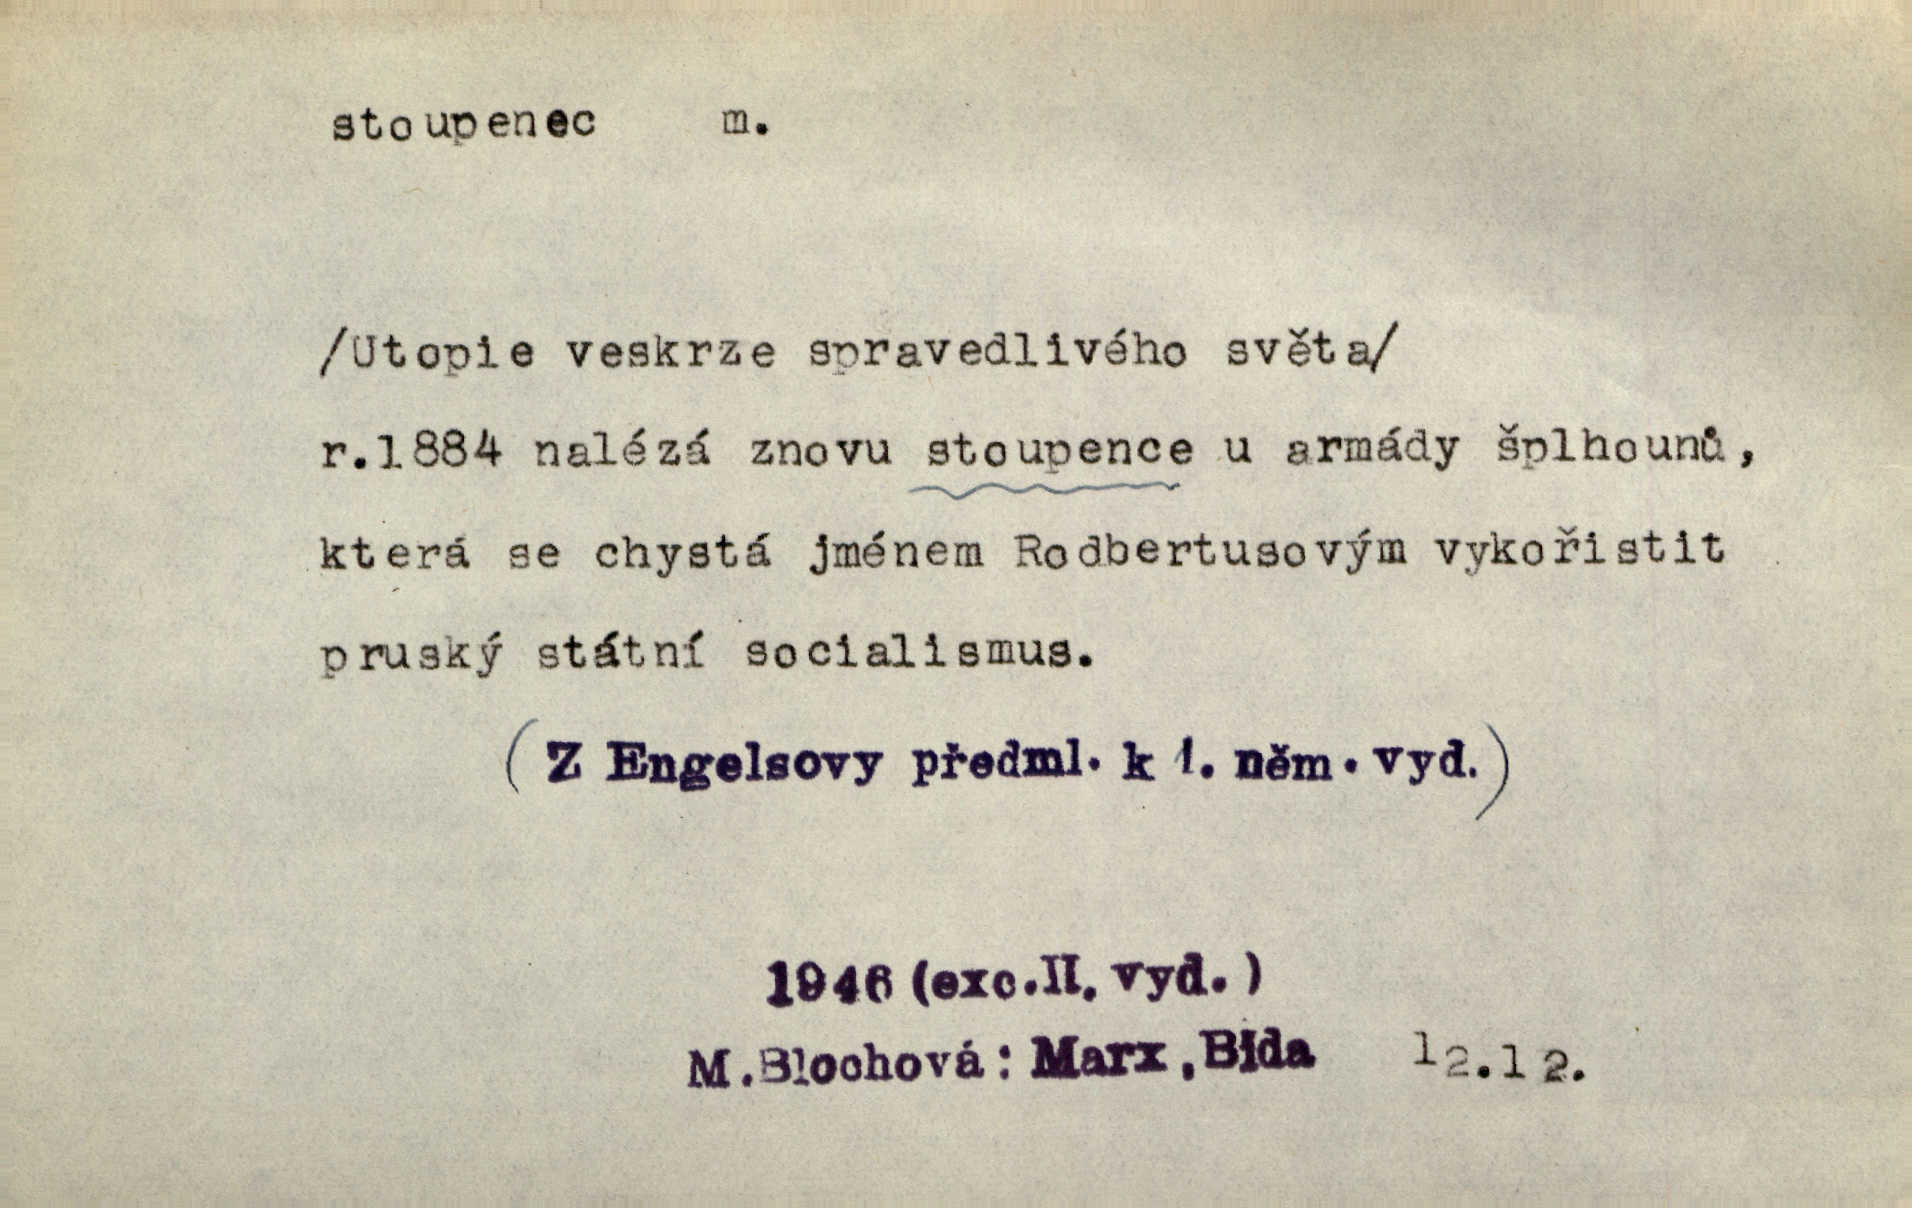 stoupenec m.
/Utopie veskrze spravedlivého světa/
r.1884 nalézá znovu stoupence u armády šplhounů,
která se chystá jménem Rodbertusovým vykořistit
pruský státní socialismus.
(Z Engelsovy předml. k 1. něm. vyd.)
1946 (exc.II. vyd.)
M.Blochová: Marx, Bída 12.12.